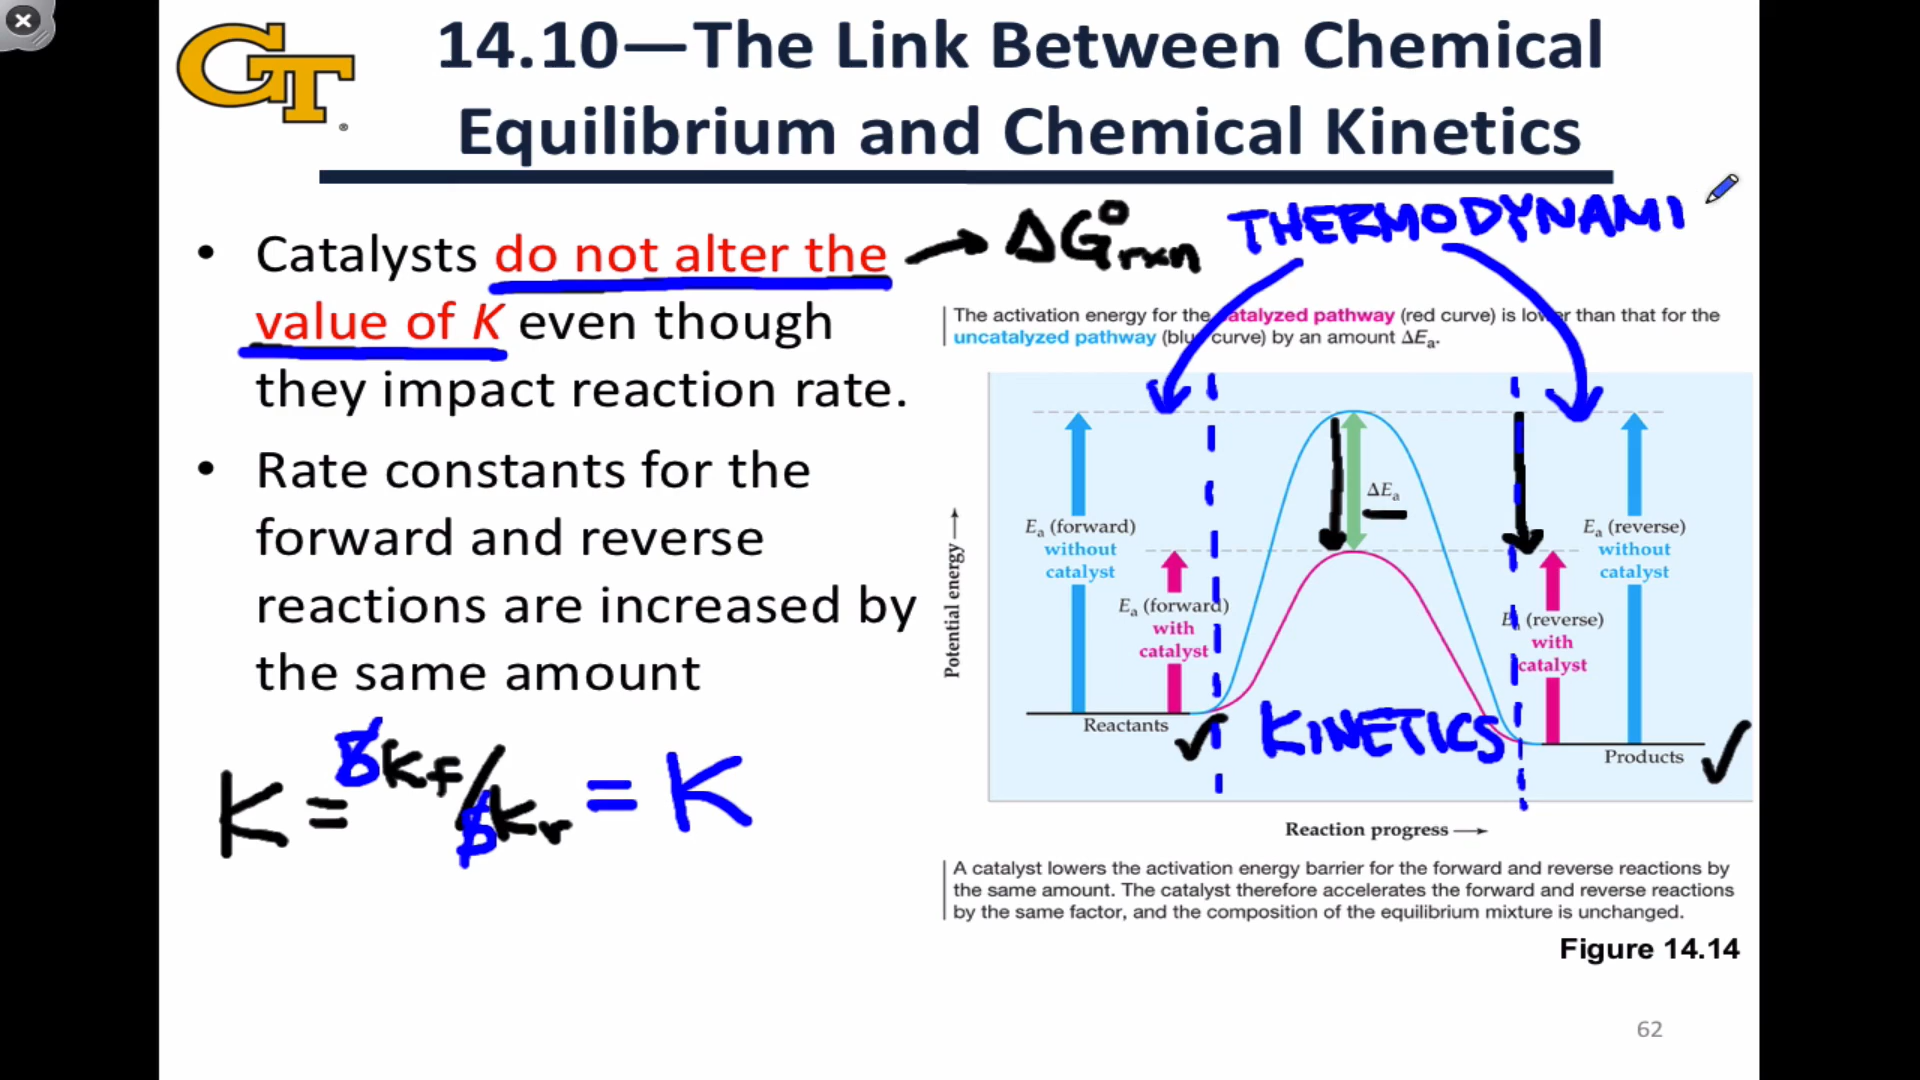 GT
®
14.10—The Link Between Chemical
Equilibrium and Chemical Kinetics
• Catalysts do not alter the
value of K even though
they impact reaction rate.
• Rate constants for the
forward and reverse
reactions are increased by
the same amount
K = kf/kr = K
ΔG°rxn
THERMODYNAMI
The activation energy for the catalyzed pathway (red curve) is lower than that for the
uncatalyzed pathway (blue curve) by an amount ΔEa.
Potential energy →
Ea (forward)
without
catalyst
Ea (forward)
with
catalyst
ΔEa
Ea (reverse)
with
catalyst
Ea (reverse)
without
catalyst
Reactants
KINETICS
Products
Reaction progress →
A catalyst lowers the activation energy barrier for the forward and reverse reactions by
the same amount. The catalyst therefore accelerates the forward and reverse reactions
by the same factor, and the composition of the equilibrium mixture is unchanged.
Figure 14.14
62